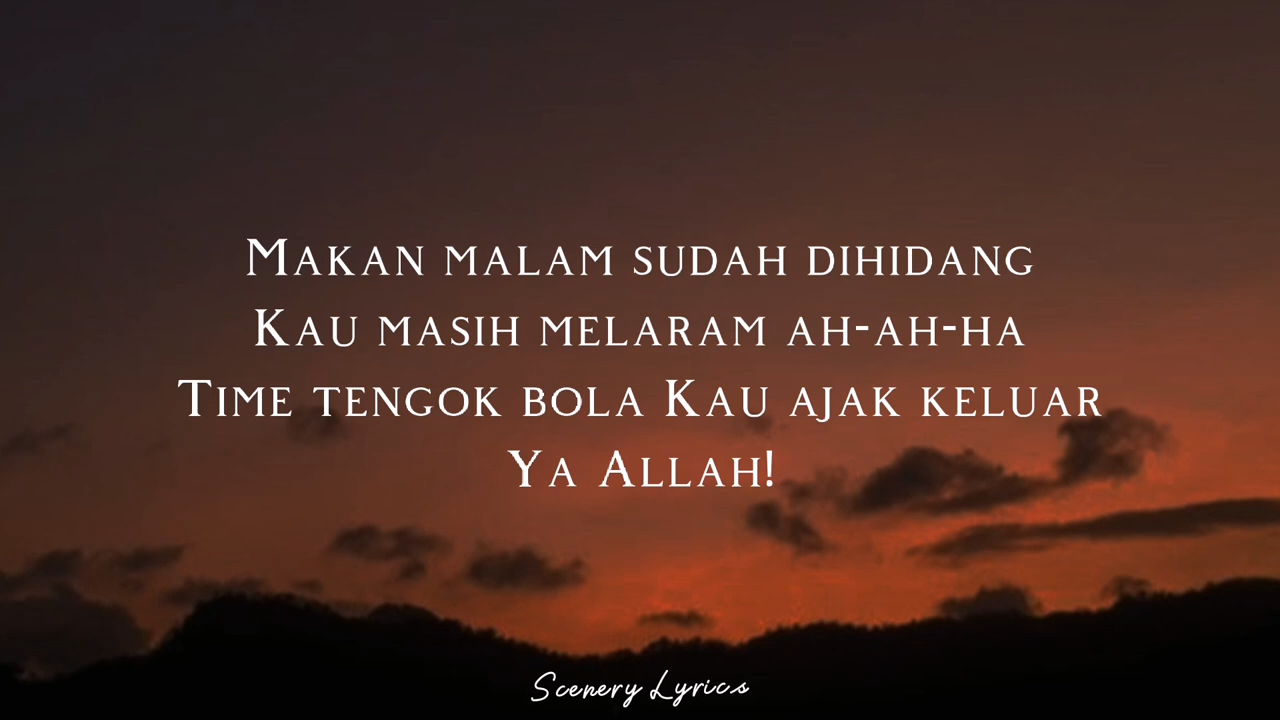 Makan malam sudah dihidang
Kau masih melaram ah-ah-ha
Time tengok bola Kau ajak keluar
Ya Allah!
Scenery Lyrics